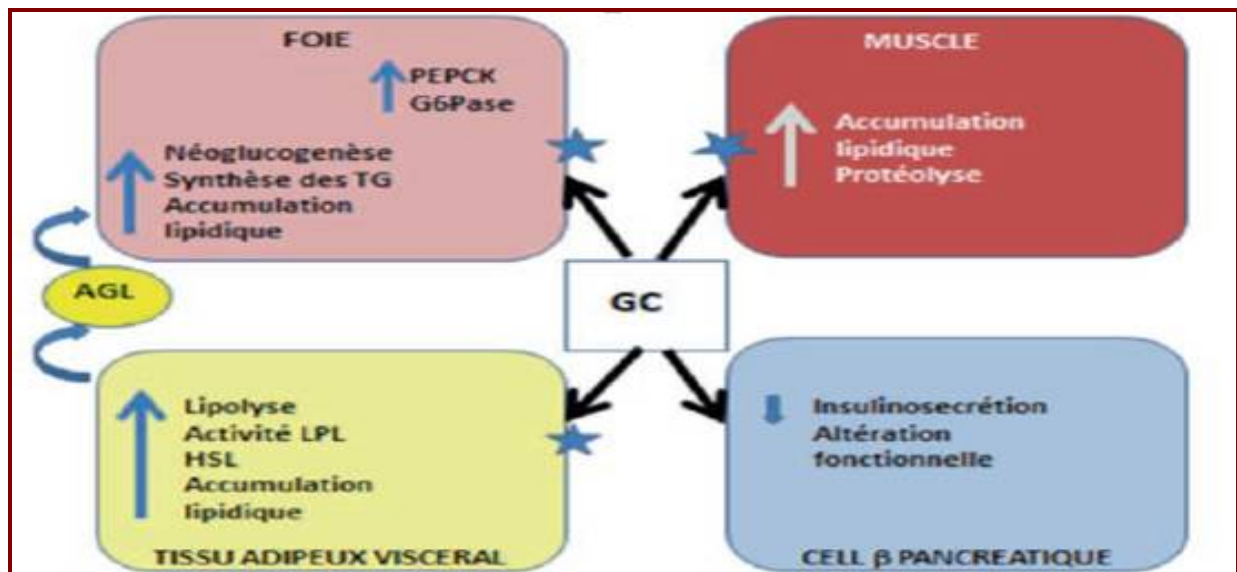 FOIE
PEPCK
G6Pase
Néoglucogenèse
Synthèse des TG
Accumulation
lipidique
MUSCLE
Accumulation
lipidique
Protéolyse
AGL
GC
Lipolyse
Activité LPL
HSL
Accumulation
lipidique
TISSU ADIPEUX VISCERAL
Insulinosecrétion
Altération
fonctionnelle
CELL β PANCREATIQUE